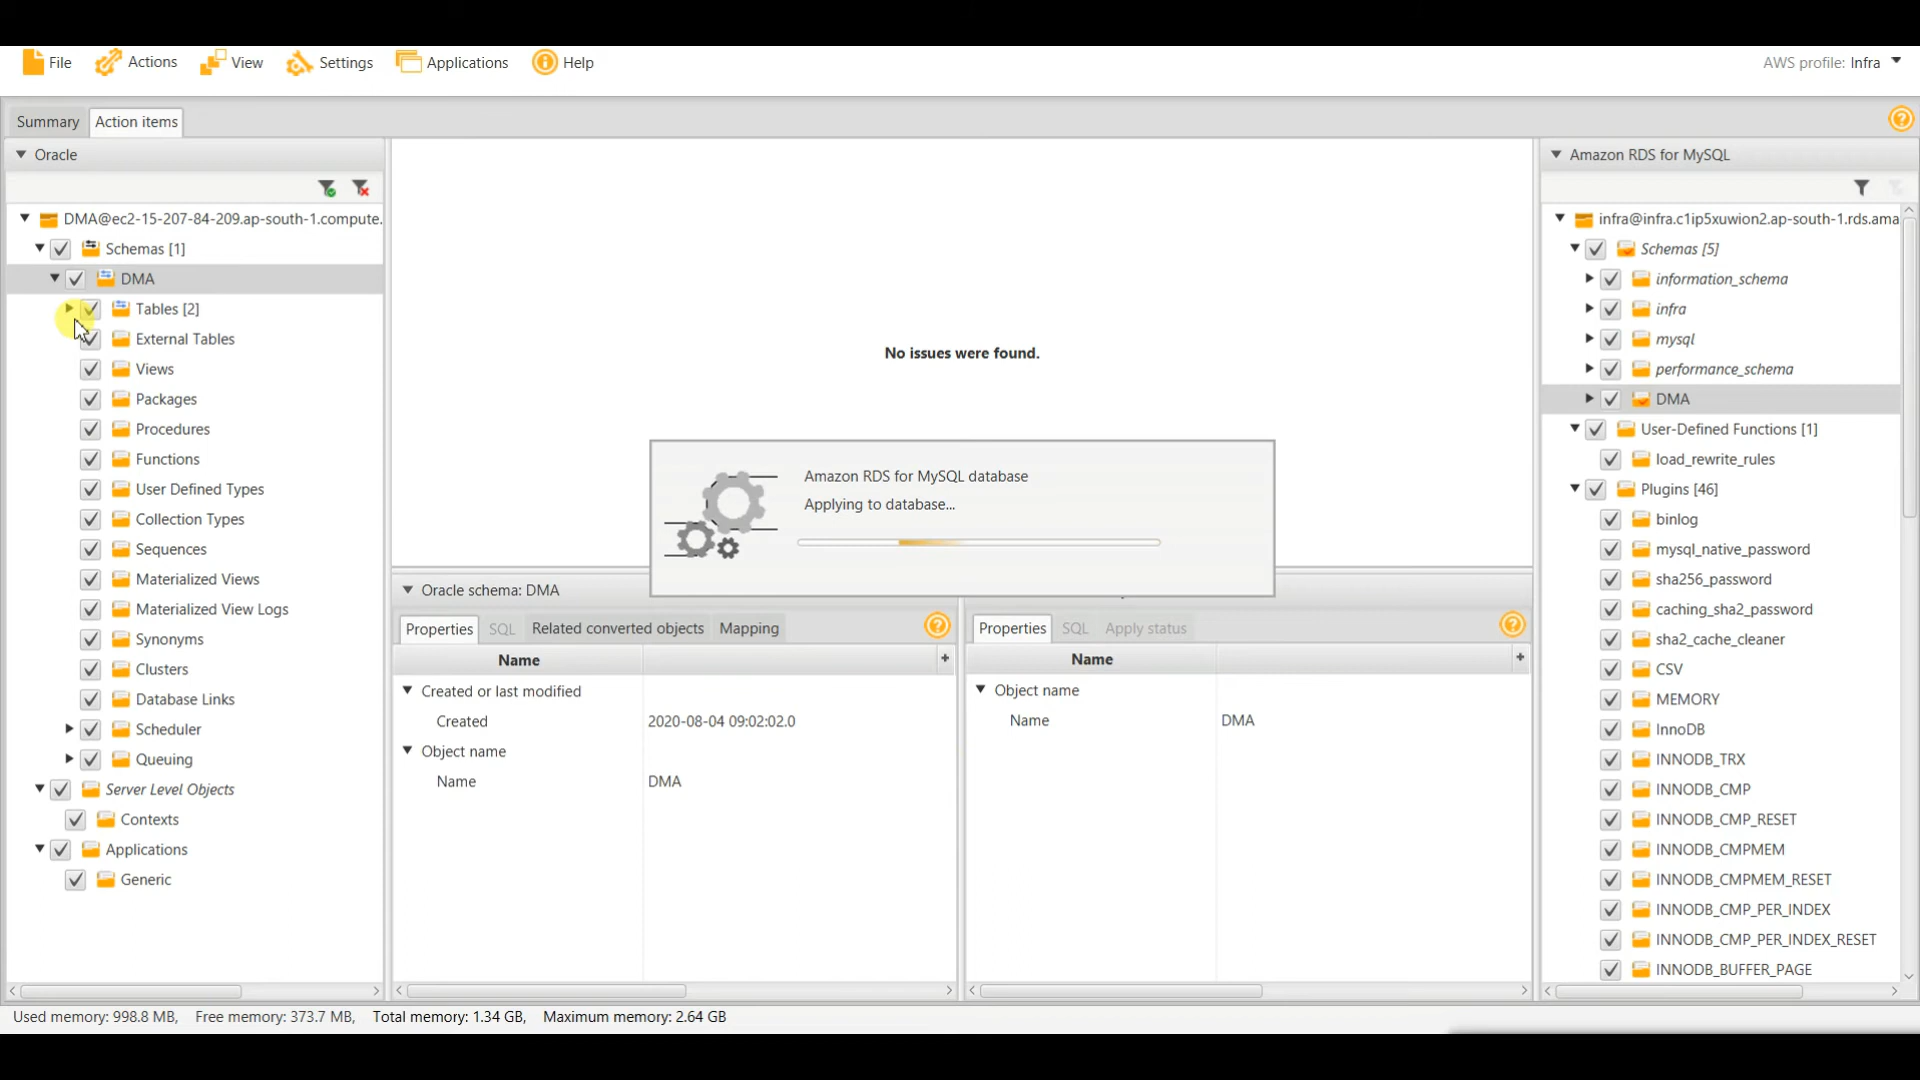 File Actions View Settings Applications Help AWS profile: Infra
Summary Action items
Oracle
DMA@ec2-15-207-84-209.ap-south-1.compute.
Schemas [1]
DMA
Tables [2]
External Tables
Views
Packages
Procedures
Functions
User Defined Types
Collection Types
Sequences
Materialized Views
Materialized View Logs
Synonyms
Clusters
Database Links
Scheduler
Queuing
Server Level Objects
Contexts
Applications
Generic
No issues were found.
Amazon RDS for MySQL database
Applying to database...
Oracle schema: DMA
Properties SQL Related converted objects Mapping
Name
Created or last modified
Created 2020-08-04 09:02:02.0
Object name
Name DMA
Properties SQL Apply status
Name
Object name
Name DMA
Amazon RDS for MySQL
infra@infra.c1ip5xuwion2.ap-south-1.rds.ama
Schemas [5]
information_schema
infra
mysql
performance_schema
DMA
User-Defined Functions [1]
load_rewrite_rules
Plugins [46]
binlog
mysql_native_password
sha256_password
caching_sha2_password
sha2_cache_cleaner
CSV
MEMORY
InnoDB
INNODB_TRX
INNODB_CMP
INNODB_CMP_RESET
INNODB_CMPMEM
INNODB_CMPMEM_RESET
INNODB_CMP_PER_INDEX
INNODB_CMP_PER_INDEX_RESET
INNODB_BUFFER_PAGE
Used memory: 998.8 MB, Free memory: 373.7 MB, Total memory: 1.34 GB, Maximum memory: 2.64 GB